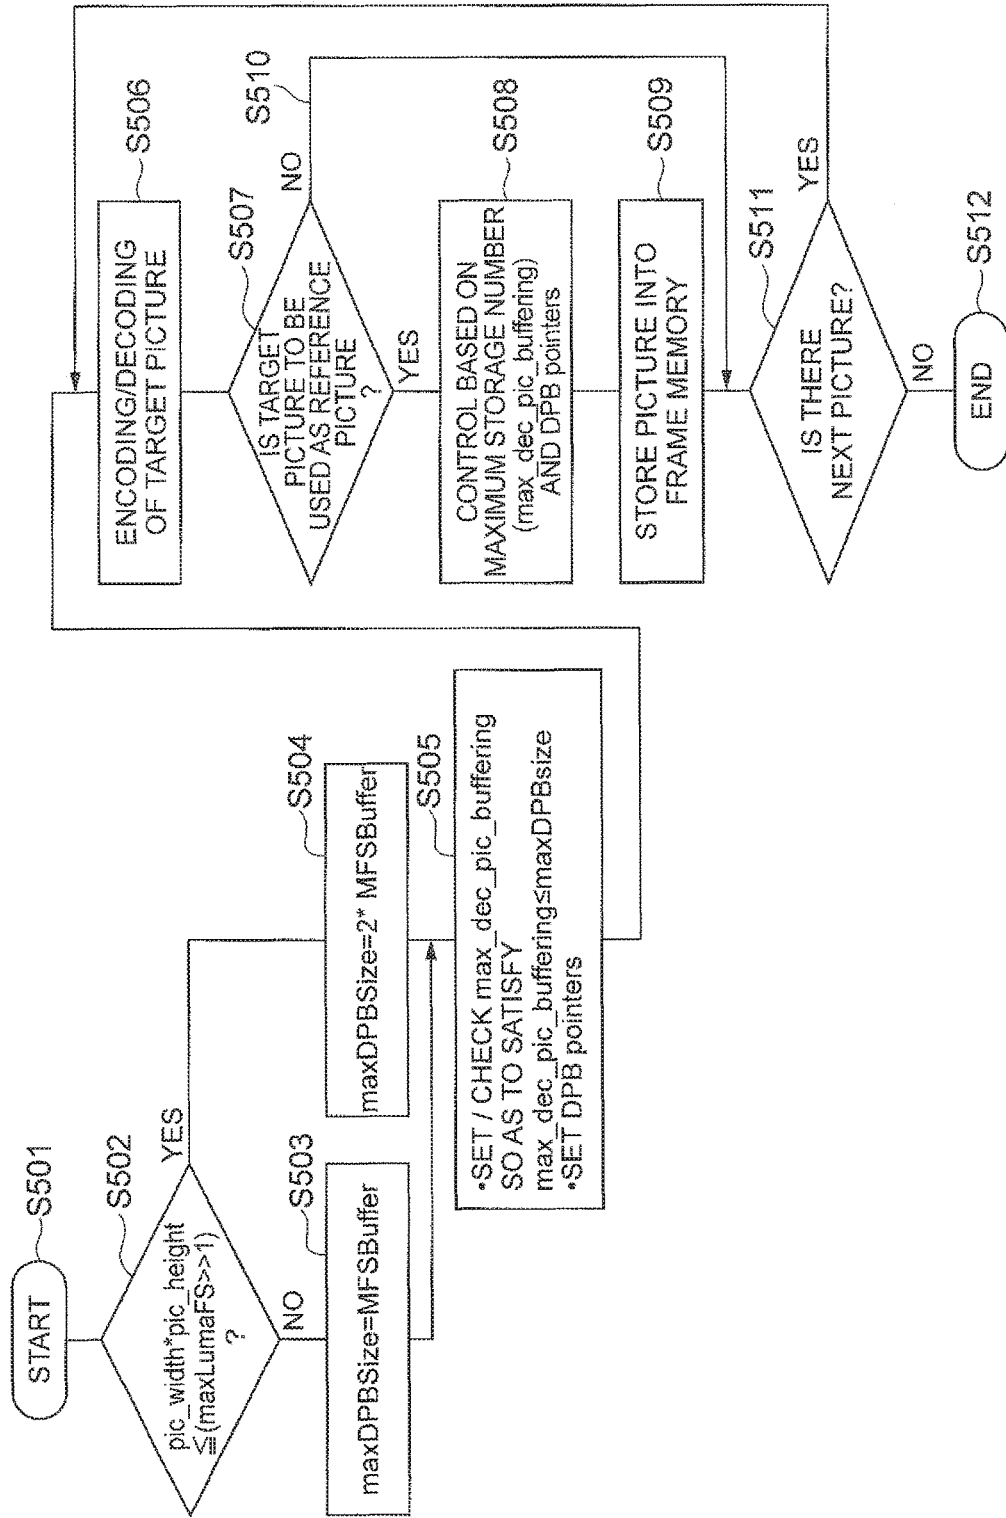 START
S501
pic_width*pic_height
≦(maxLumaFS>>1)
?
S502
YES
NO
maxDPBSize=MFSBuffer
S503
maxDPBSize=2* MFSBuffer
S504
•SET / CHECK max_dec_pic_buffering
SO AS TO SATISFY
max_dec_pic_buffering≤maxDPBsize
•SET DPB pointers
S505
ENCODING/DECODING
OF TARGET PICTURE
S506
IS TARGET
PICTURE TO BE
USED AS REFERENCE
PICTURE
?
S507
NO
S510
YES
CONTROL BASED ON
MAXIMUM STORAGE NUMBER
(max_dec_pic_buffering)
AND DPB pointers
S508
STORE PICTURE INTO
FRAME MEMORY
S509
IS THERE
NEXT PICTURE?
S511
YES
NO
END
S512